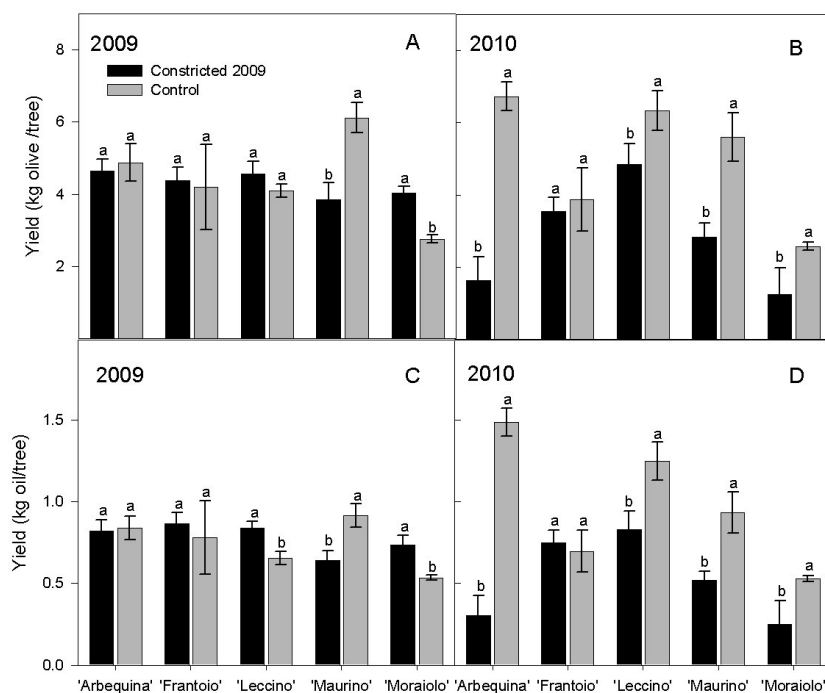 2009
A
Constricted 2009
Control
8
6
4
2
Yield (kg olive /tree)
a a a a a a b a a b
2010
B
b a a a b a b a b a
2009
C
1.5
1.0
0.5
0.0
Yield (kg oil/tree)
a a a a a b b a a b
2010
D
b a a a b a b a b a
'Arbequina' 'Frantoio' 'Leccino' 'Maurino' 'Moraiolo' 'Arbequina' 'Frantoio' 'Leccino' 'Maurino' 'Moraiolo'